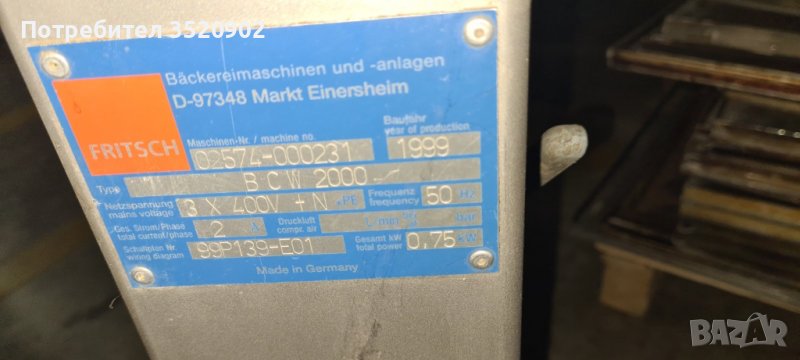 Потребител 3520902
Bäckereimaschinen und -anlagen
D-97348 Markt Einersheim
FRITSCH
Maschinen-Nr / machine no. 02574-000231
Baujahr
year of production 1999
Type BCW 2000
Netzspannung
mains voltage 3 X 400V + N + PE
Frequenz
frequency 50 Hz
Ges. Strom/Phase
total current/phase 2 A
Druckluft
compr. air bar
Schaltplan Nr
wiring diagram 99P139-E01
Gesamt kW
total power 0,75 kW
Made in Germany
BAZAR